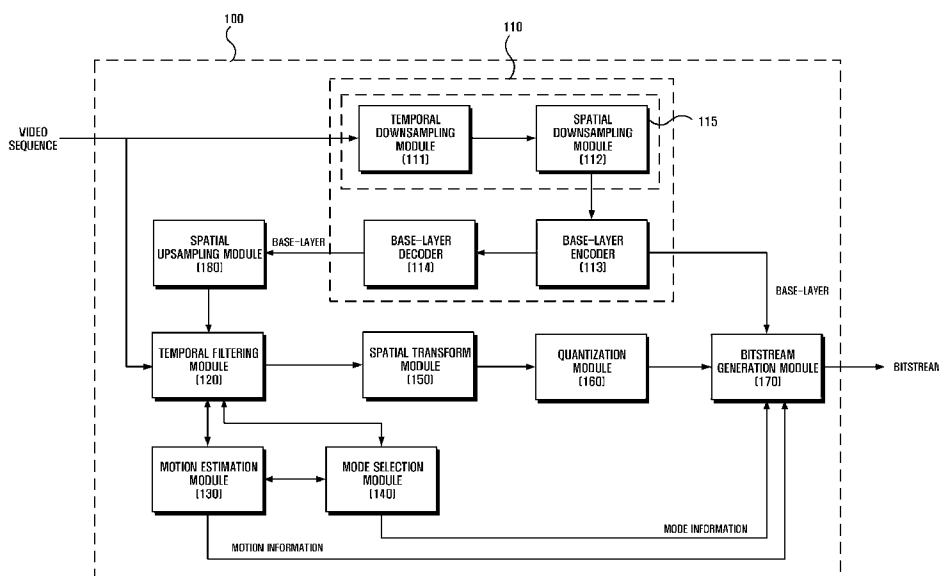 100
110
VIDEO
SEQUENCE
TEMPORAL
DOWNSAMPLING
MODULE
(111)
SPATIAL
DOWNSAMPLING
MODULE
(112)
115
SPATIAL
UPSAMPLING MODULE
(180)
BASE-LAYER
BASE-LAYER
DECODER
(114)
BASE-LAYER
ENCODER
(113)
BASE-LAYER
TEMPORAL FILTERING
MODULE
(120)
SPATIAL TRANSFORM
MODULE
(150)
QUANTIZATION
MODULE
(160)
BITSTREAM
GENERATION MODULE
(170)
BITSTREAM
MOTION ESTIMATION
MODULE
(130)
MODE SELECTION
MODULE
(140)
MODE INFORMATION
MOTION INFORMATION